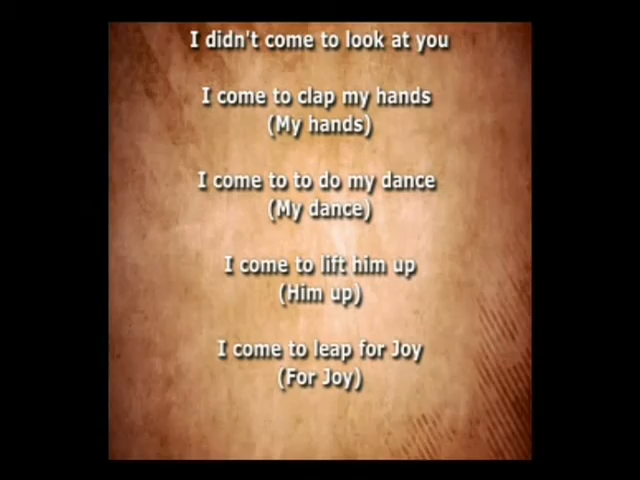 I didn't come to look at you
I come to clap my hands
(My hands)
I come to to do my dance
(My dance)
I come to lift him up
(Him up)
I come to leap for Joy
(For Joy)